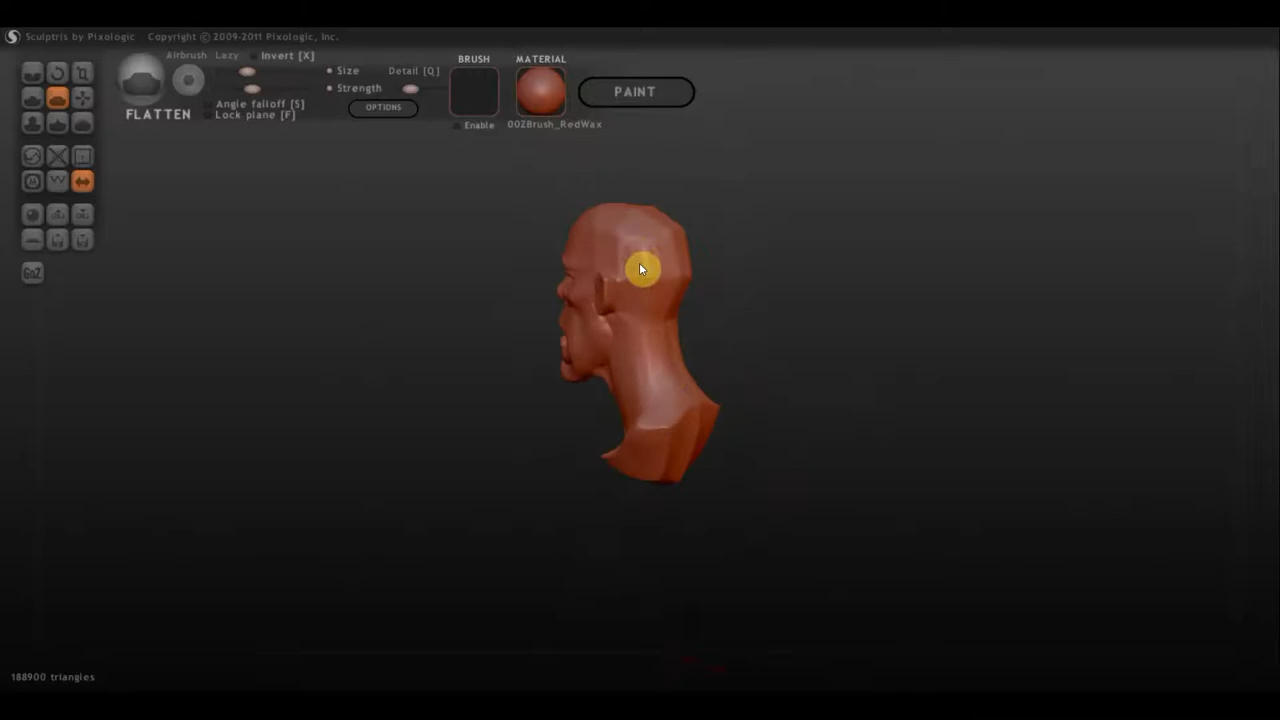 Sculptris by Pixologic Copyright © 2009-2011 Pixologic, Inc.
Airbrush Lazy Invert [X]
BRUSH MATERIAL
Size Detail [Q]
Strength
PAINT
Angle falloff [S]
OPTIONS
FLATTEN Lock plane [F]
Enable 00ZBrush_RedWax
GoZ
188900 triangles